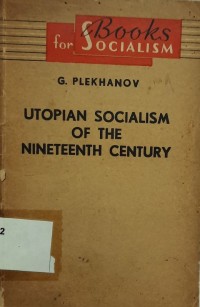 Books
for SOCIALISM
G. PLEKHANOV
UTOPIAN SOCIALISM
OF THE
NINETEENTH CENTURY
2